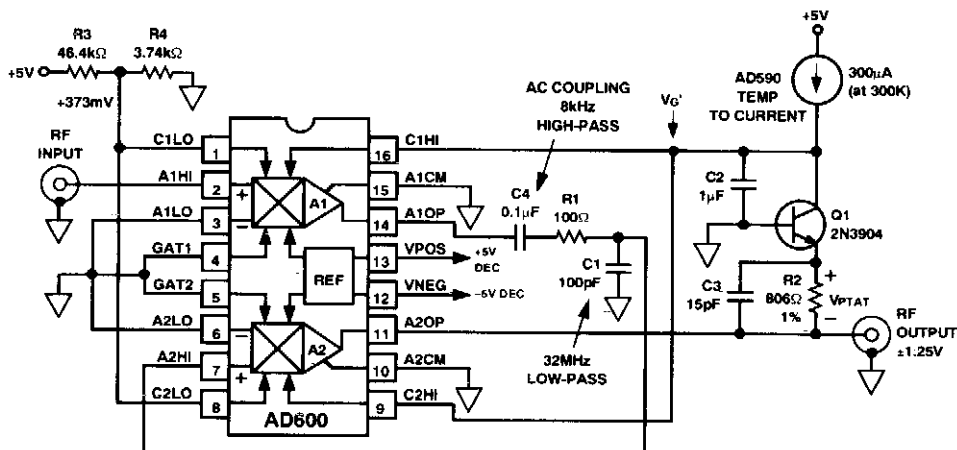 R3
46.4kΩ
R4
3.74kΩ
+5V
+373mV
RF
INPUT
C1LO
1
A1HI
2
A1LO
3
GAT1
4
GAT2
5
A2LO
6
A2HI
7
C2LO
8
+
−
A1
REF
−
+
A2
AD600
16
C1HI
15
A1CM
14
A1OP
13
VPOS
12
VNEG
11
A2OP
10
A2CM
9
C2HI
+5V
DEC
−5V DEC
AC COUPLING
8kHz
HIGH-PASS
C4
0.1µF
R1
100Ω
C1
100pF
32MHz
LOW-PASS
VG'
+5V
AD590
TEMP
TO CURRENT
300µA
(at 300K)
C2
1µF
Q1
2N3904
C3
15pF
R2
806Ω
1%
+
VPTAT
−
RF
OUTPUT
±1.25V